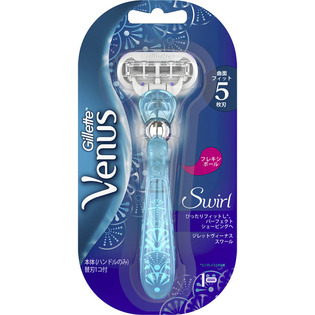 Gillette
Venus
曲面
フィット
5
枚刃
フレキシ
ボール
Swirl
ぴったりフィットし*、
パーフェクト
シェービングへ
ジレットヴィーナス
スワール
本体(ハンドルのみ)
替刃1コ付
1